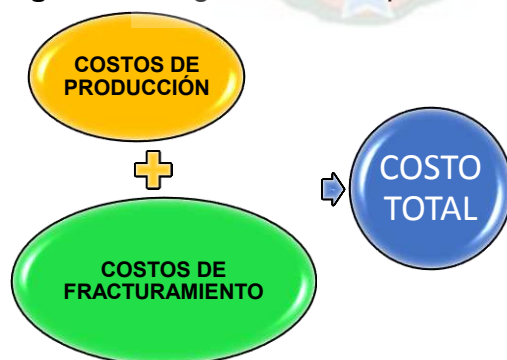 COSTOS DE
PRODUCCIÓN
COSTOS DE
FRACTURAMIENTO
COSTO
TOTAL